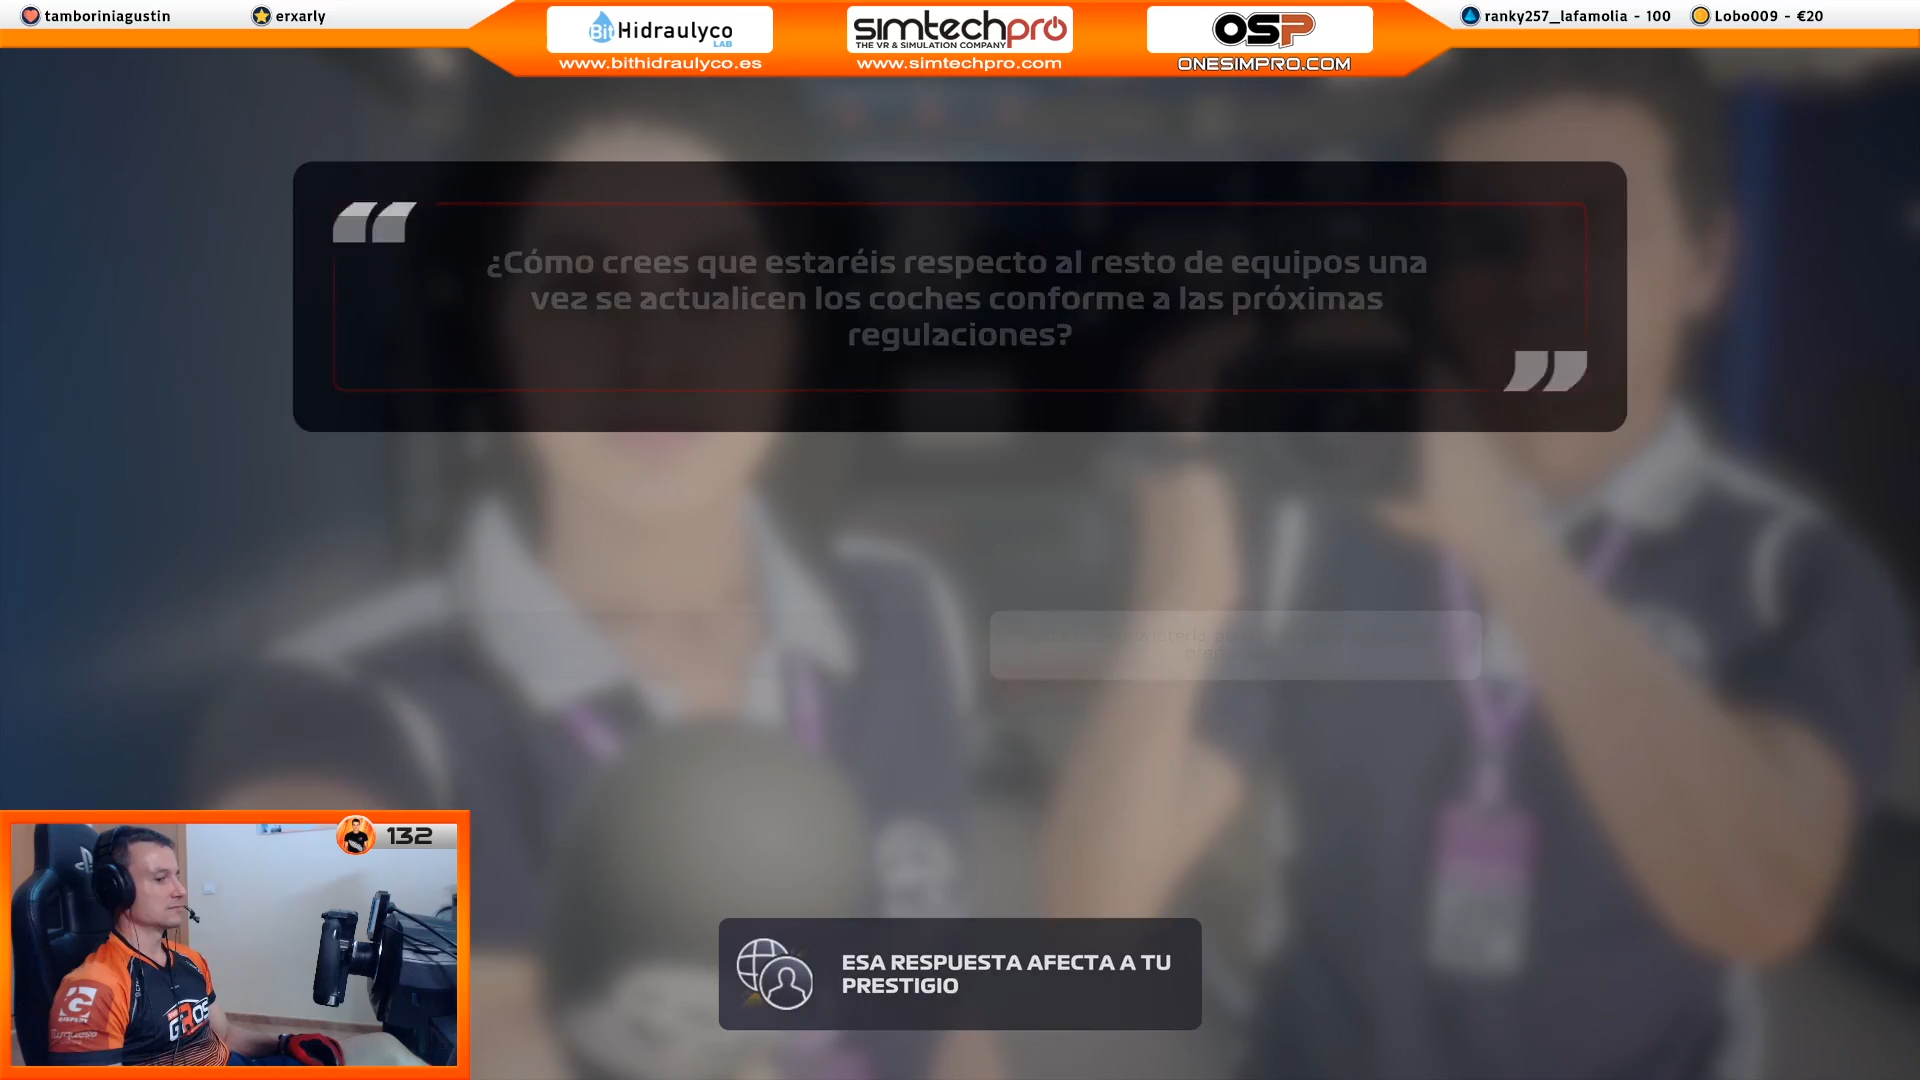 tamboriniagustin
erxarly
BitHidraulyco
LAB
www.bithidraulyco.es
simtechpro
THE VR & SIMULATION COMPANY
www.simtechpro.com
OSP
ONESIMPRO.COM
ranky257_lafamolia - 100
Lobo009 - €20
“
¿Cómo crees que estaréis respecto al resto de equipos una
vez se actualicen los coches conforme a las próximas
regulaciones?
”
132
ESA RESPUESTA AFECTA A TU
PRESTIGIO